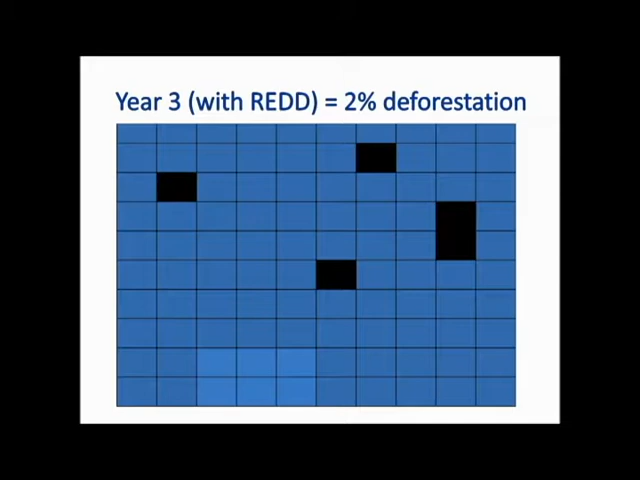 Year 3 (with REDD) = 2% deforestation